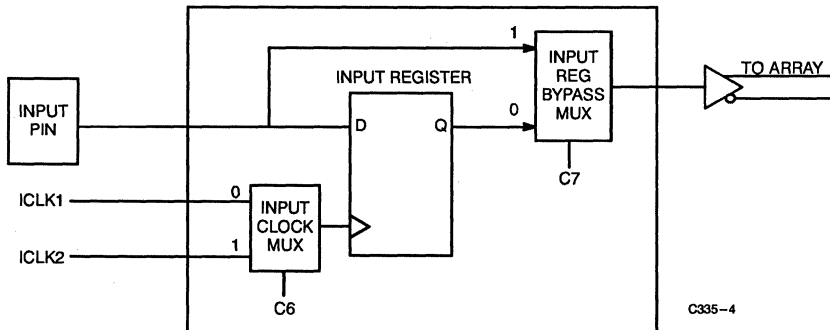 1
INPUT
REG
BYPASS
MUX
TO ARRAY
INPUT REGISTER
INPUT
PIN
D
Q
0
C7
ICLK1
0
INPUT
CLOCK
MUX
1
ICLK2
C6
C335-4